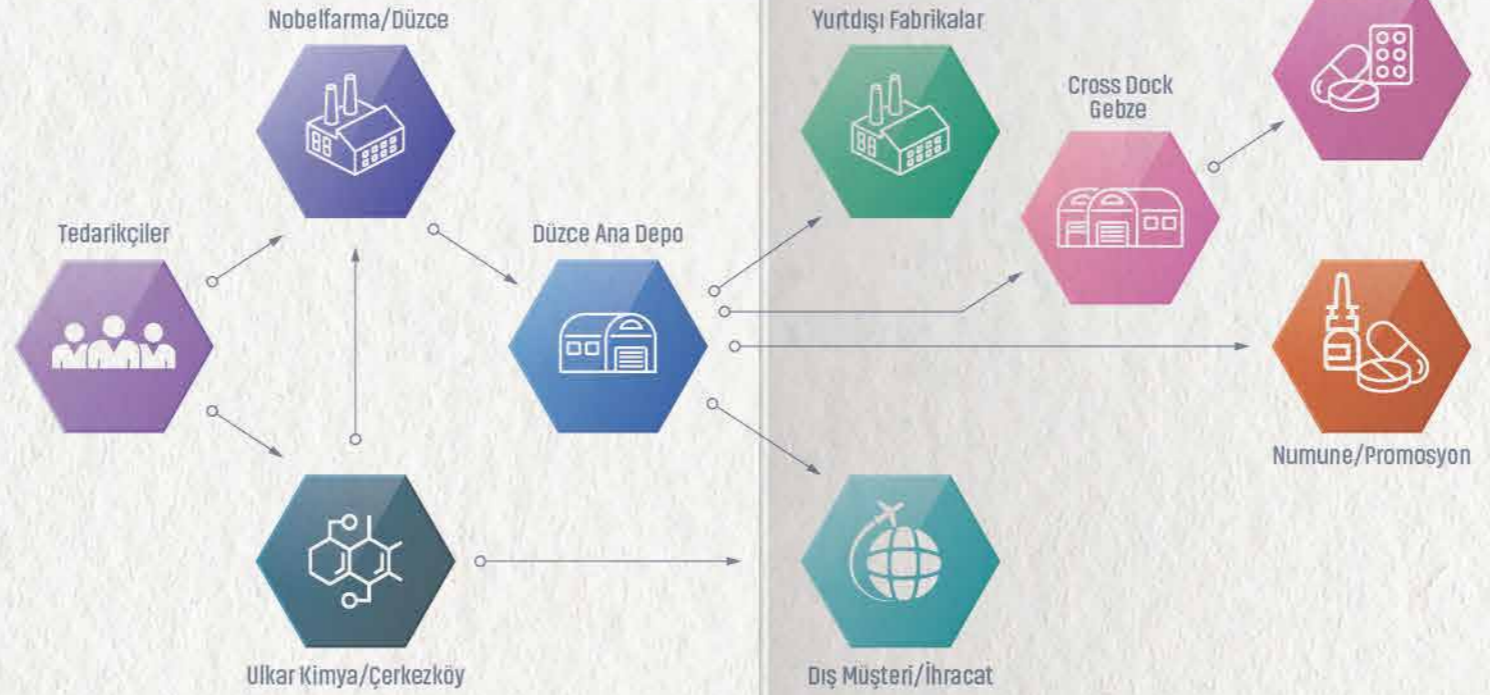 Nobelfarma/Düzce
Yurtdışı Fabrikalar
Cross Dock
Gebze
Tedarikçiler
Düzce Ana Depo
Numune/Promosyon
Ulkar Kimya/Çerkezköy
Dış Müşteri/İhracat